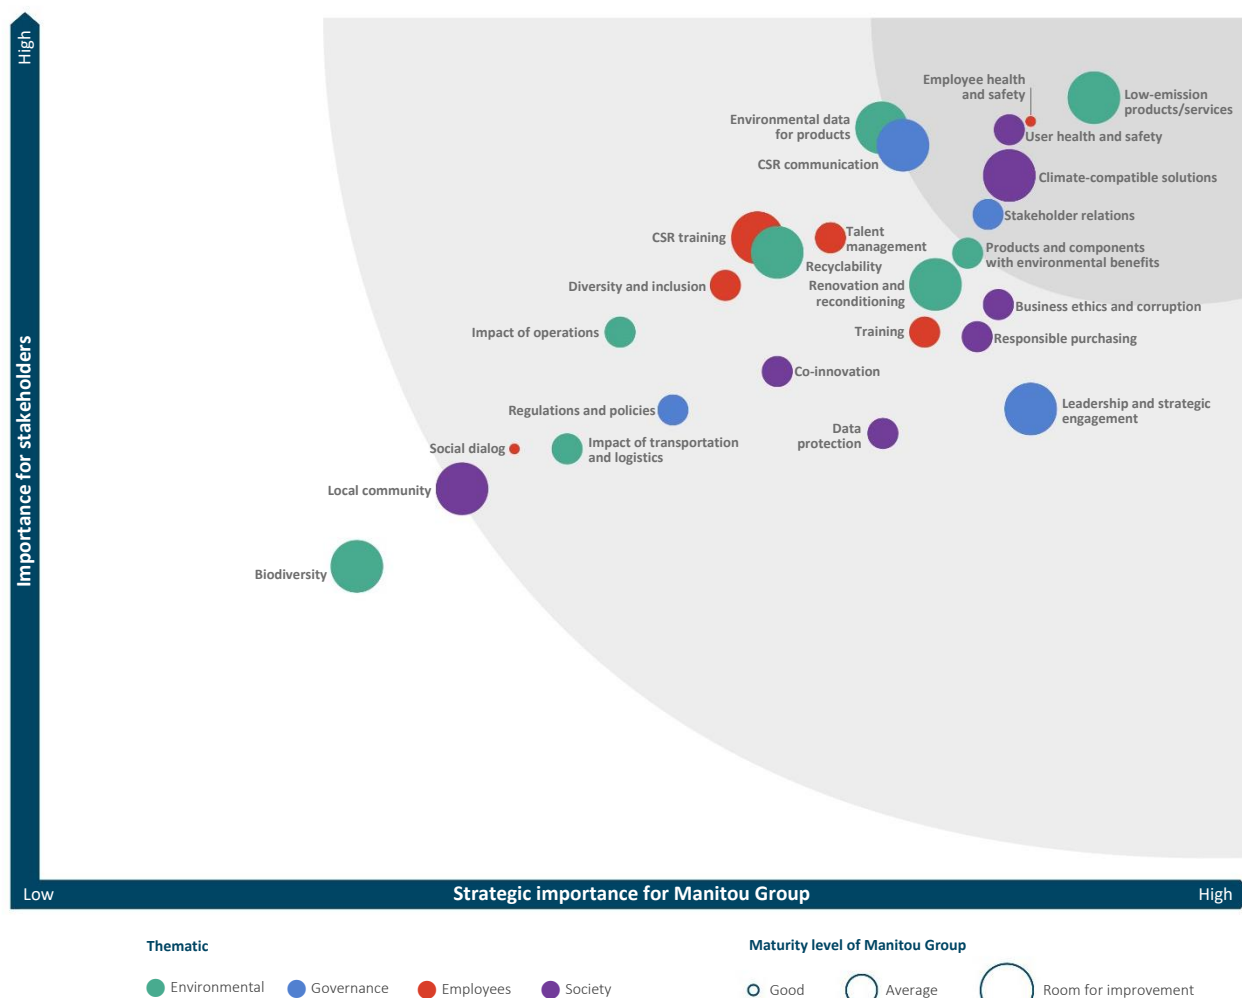 High
Importance for stakeholders
Employee health
and safety
Low-emission
products/services
Environmental data
for products
User health and safety
CSR communication
Climate-compatible solutions
Stakeholder relations
CSR training
Talent
management
Products and components
with environmental benefits
Recyclability
Diversity and inclusion
Renovation and
reconditioning
Business ethics and corruption
Impact of operations
Training
Responsible purchasing
Co-innovation
Regulations and policies
Leadership and strategic
engagement
Data
protection
Social dialog
Impact of transportation
and logistics
Local community
Biodiversity
Low
Strategic importance for Manitou Group
High
Thematic
Environmental
Governance
Employees
Society
Maturity level of Manitou Group
Good
Average
Room for improvement